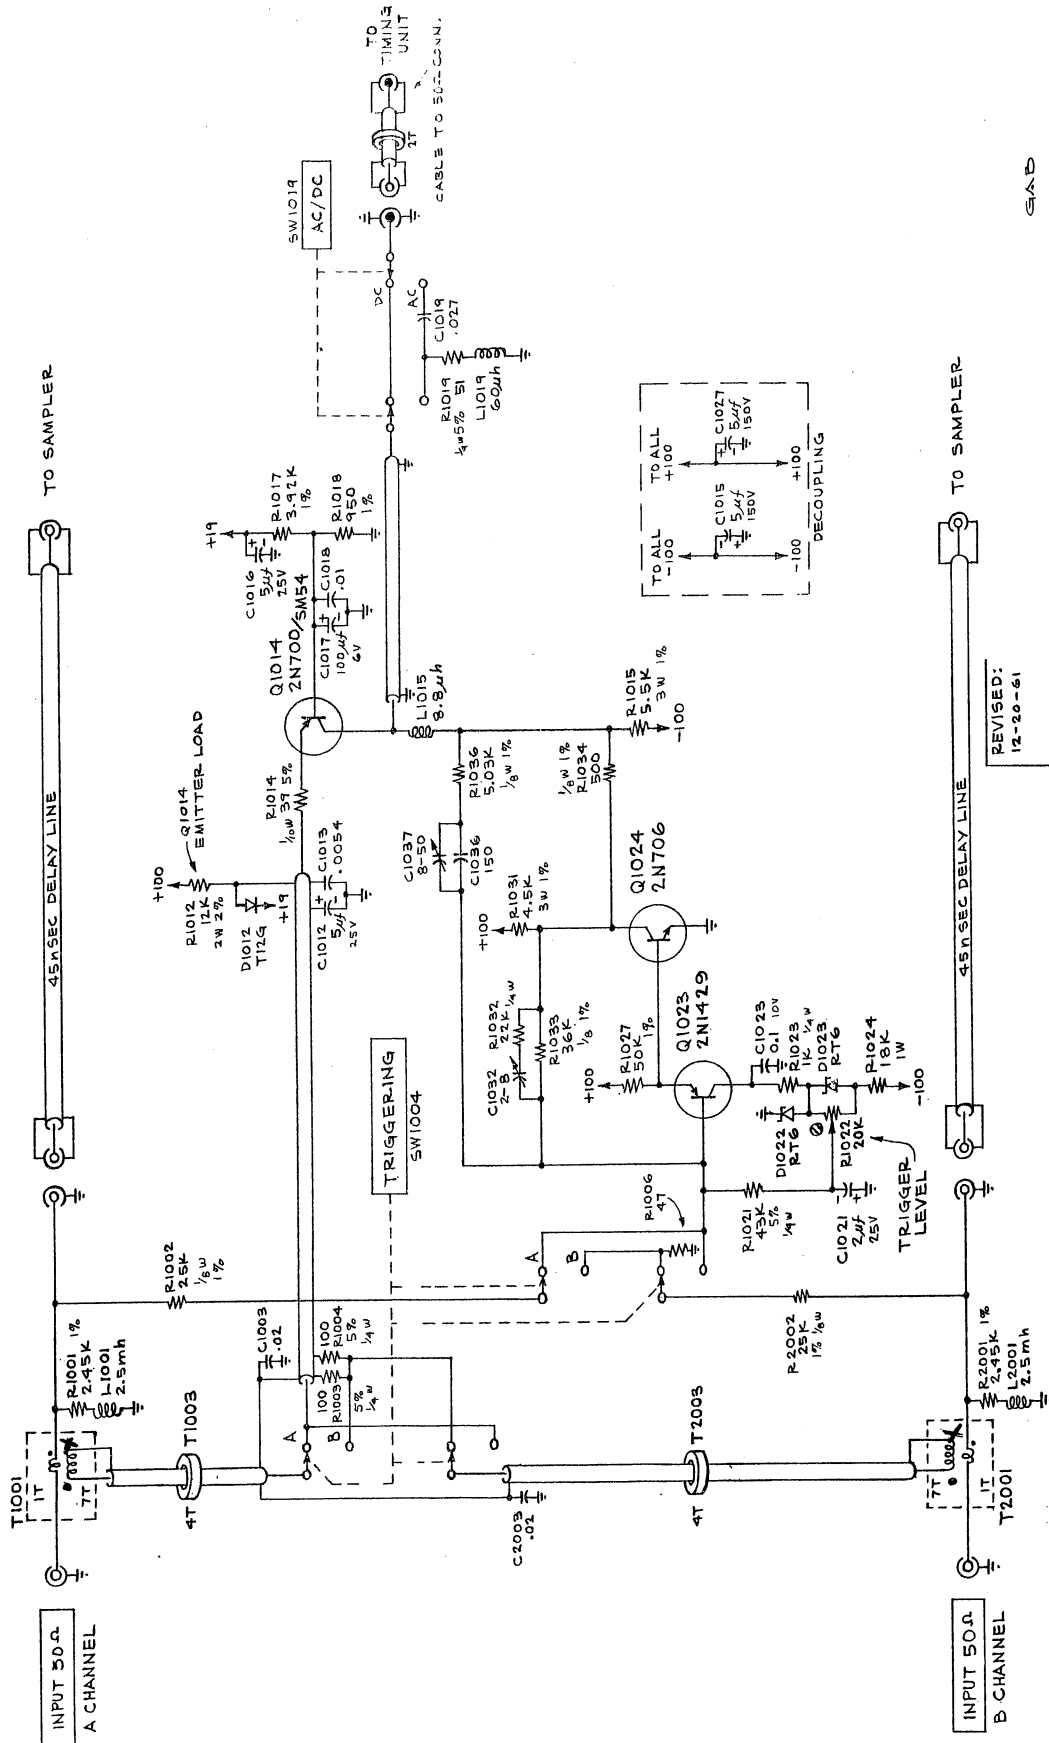 INPUT 50Ω
A CHANNEL
T1001
1T
7T
R1001
2.45K 1%
L1001
2.5mh
4T
T1003
45nSEC DELAY LINE
TO SAMPLER
R1002
25K
1/8W
1%
C1003
.02
A
B
100
R1003
5%
1/4W
100
R1004
5%
1/4W
TRIGGERING
SW1004
+100
R1012
12K
2W 2%
Q1014
EMITTER LOAD
D1012
T12G
+19
C1012
5µf
25V
C1013
.0054
R1014
39 5%
1/10W
Q1014
2N700/SM54
C1016
5µf
25V
+19
R1017
3.92K
1%
C1017
100µf
6V
C1018
.01
R1018
950
1%
L1015
8.8µh
SW1019
AC/DC
DC
AC
C1019
.027
R1019
1/4W5% 51
L1019
60µh
2T
TO
TIMING
UNIT
CABLE TO 50Ω CONN.
C1037
8-50
C1036
150
R1036
5.03K
1/8W 1%
1/8W 1%
R1034
500
R1015
5.5K
3W 1%
-100
+100
R1031
4.5K
3W 1%
C1032
2-8
R1032
22K 1/4W
R1033
36K
1/8 1%
Q1024
2N706
+100
R1027
50K
1%
Q1023
2N1429
C1023
0.1 10V
R1023
1K 1/4W
D1023
RT6
R1024
18K
1W
-100
D1022
RT6
R1022
20K
TRIGGER
LEVEL
C1021
2µf
25V
R1021
43K
5%
1/4W
A
B
R1006
47
TO ALL
-100
C1015
5µf
150V
-100
TO ALL
+100
C1027
5µf
150V
+100
DECOUPLING
R2002
25K
1% 1/8W
C2003
.02
4T
T2003
INPUT 50Ω
B CHANNEL
7T
1T
T2001
R2001
2.45K 1%
L2001
2.5mh
45nSEC DELAY LINE
TO SAMPLER
REVISED:
12-20-61
GAB